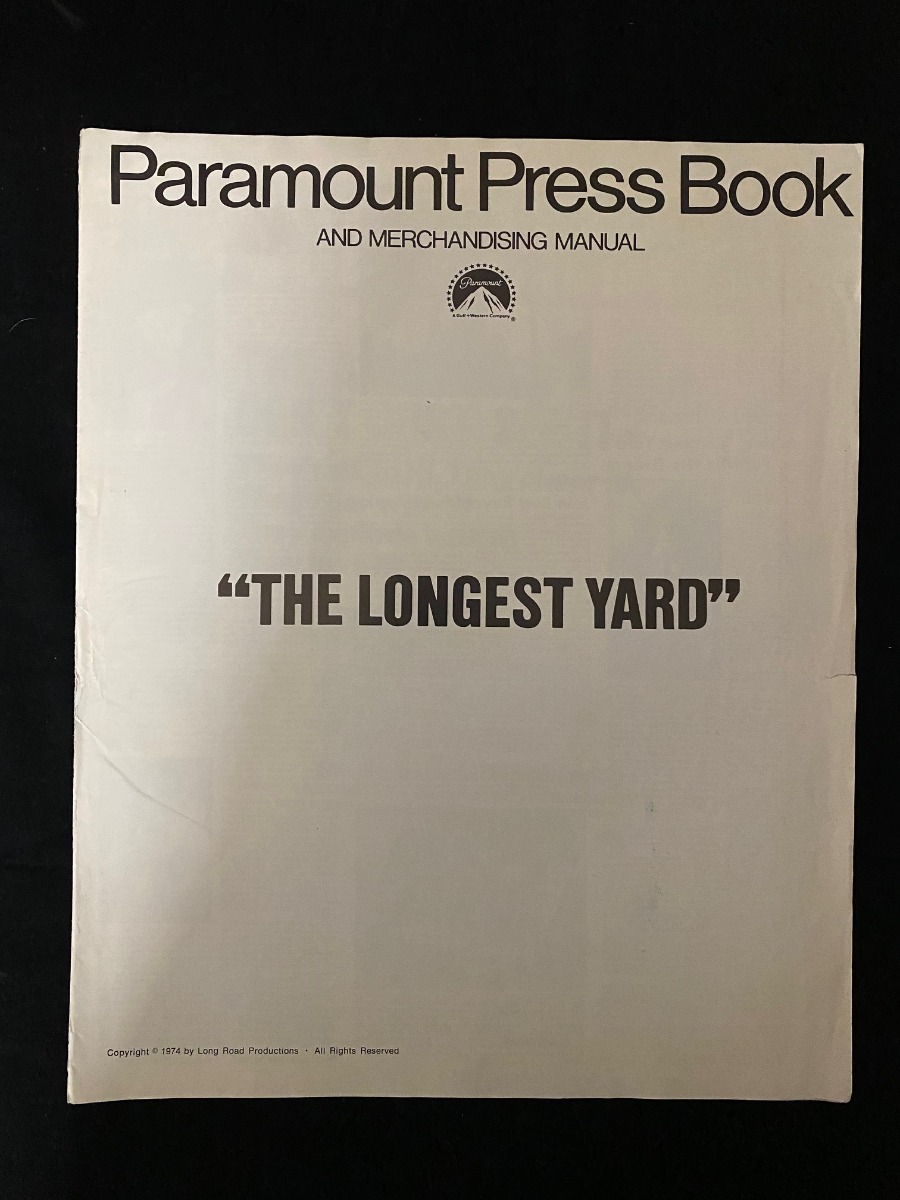 Paramount Press Book
AND MERCHANDISING MANUAL
Paramount
A Gulf + Western Company
®
“THE LONGEST YARD”
Copyright © 1974 by Long Road Productions · All Rights Reserved